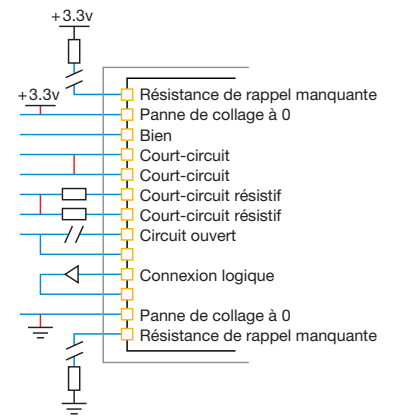 +3.3v
+3.3v
Résistance de rappel manquante
Panne de collage à 0
Bien
Court-circuit
Court-circuit
Court-circuit résistif
Court-circuit résistif
Circuit ouvert
Connexion logique
Panne de collage à 0
Résistance de rappel manquante